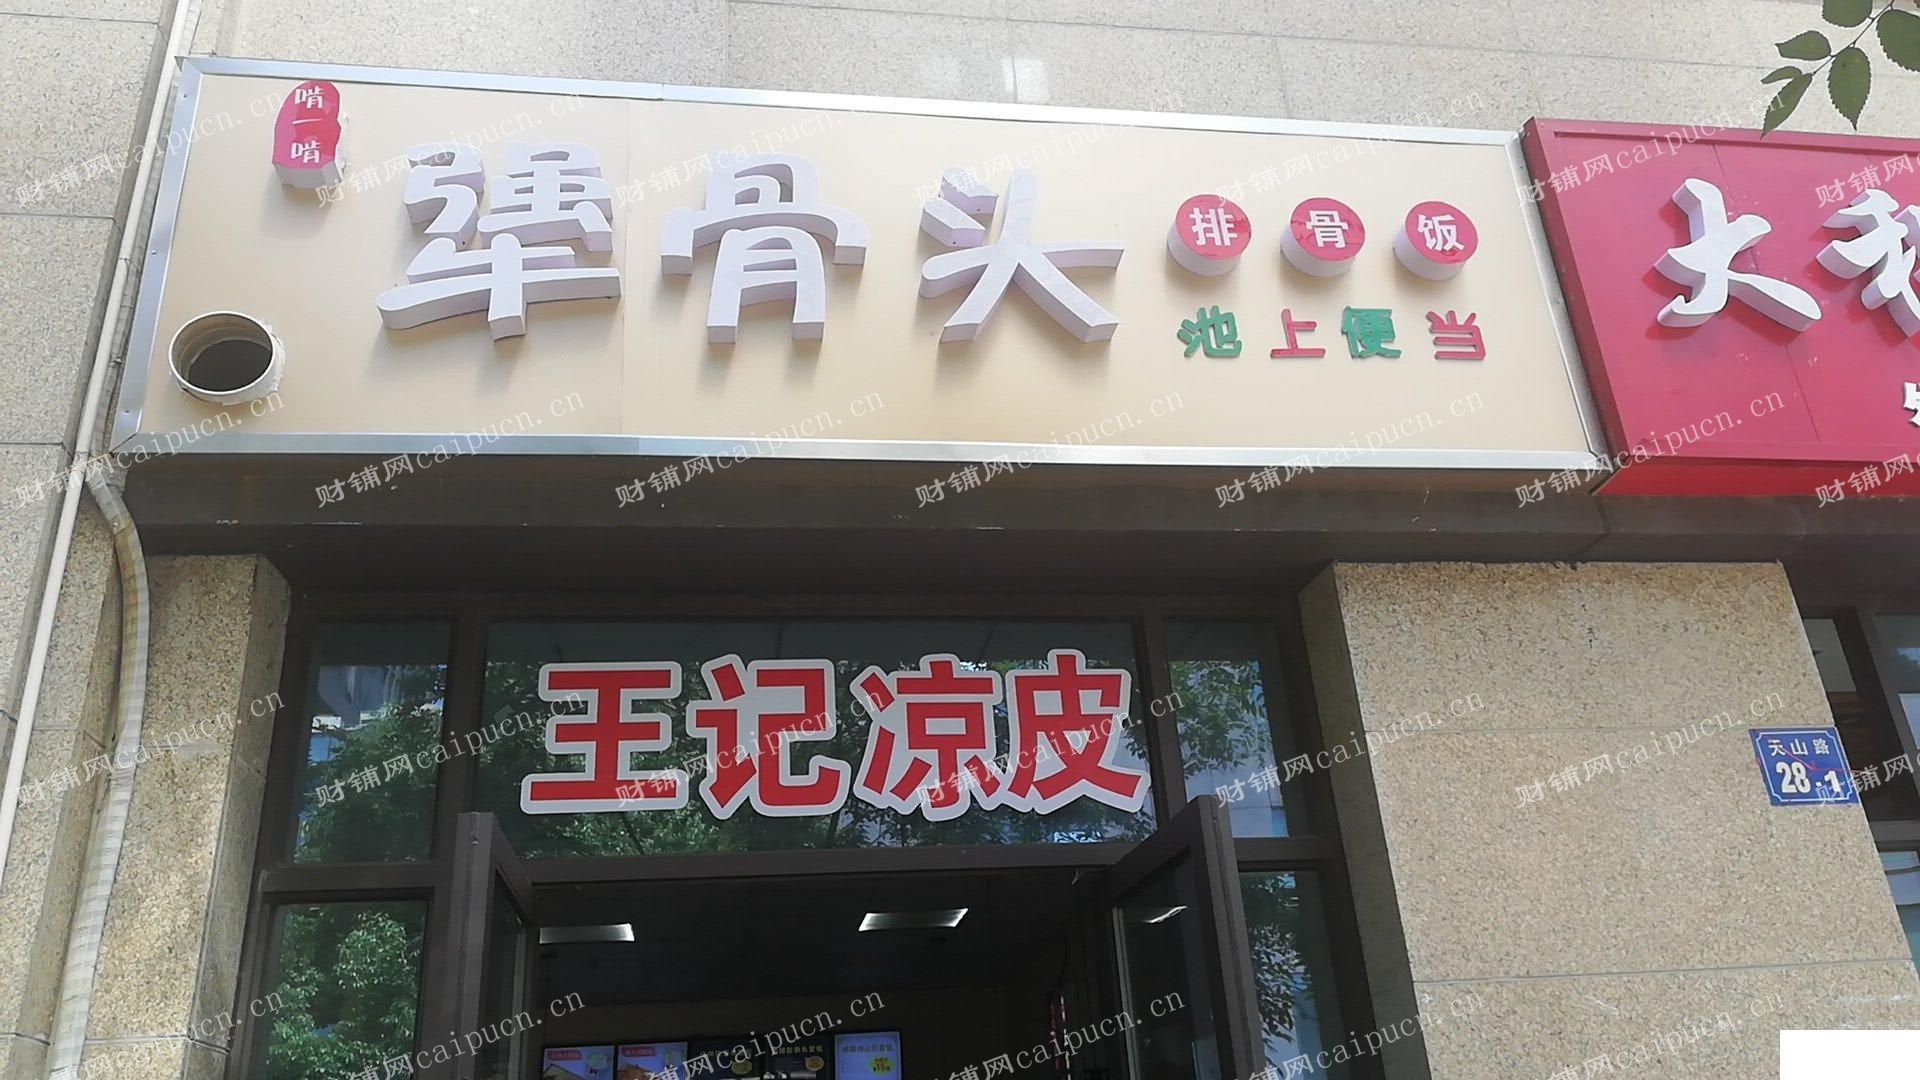 啃一啃
犟骨头
排骨饭
池上便当
大
王记凉皮
天山路
28-1
财铺网caipucn.cn